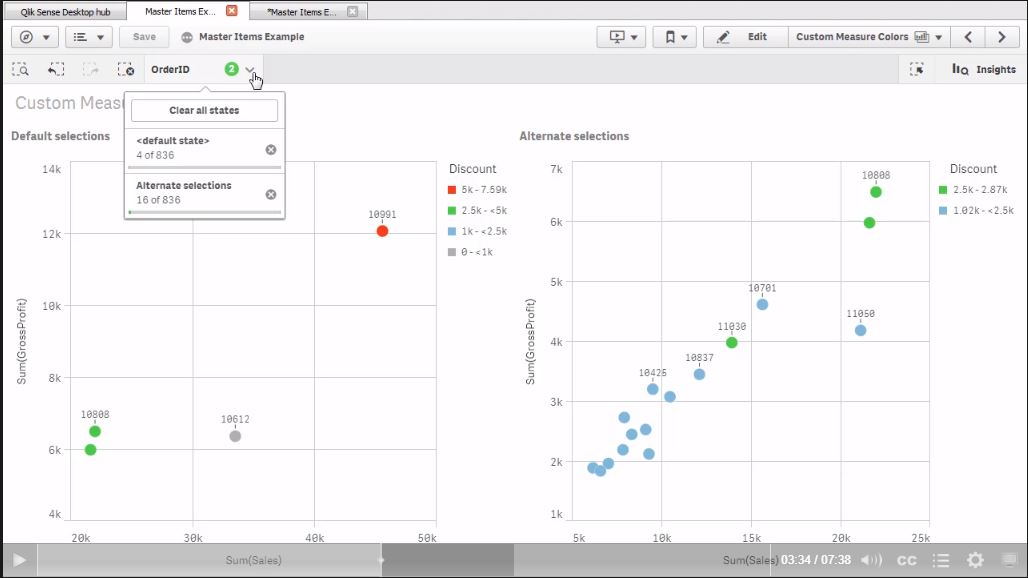 Qlik Sense Desktop hub
Master Items Ex...
*Master Items E...
Save
Master Items Example
Edit
Custom Measure Colors
OrderID
2
Insights
Custom Measu
Clear all states
<default state>
4 of 836
Alternate selections
16 of 836
Default selections
14k
12k
10k
8k
6k
4k
Sum(GrossProfit)
10991
10808
10612
20k 30k 40k 50k
Sum(Sales)
Discount
5k - 7.59k
2.5k - <5k
1k - <2.5k
0 - <1k
Alternate selections
7k
6k
5k
4k
3k
2k
1k
Sum(GrossProfit)
10808
10701
11060
11030
10837
10425
5k 10k 15k 20k 25k
Sum(Sales)
Discount
2.5k - 2.87k
1.02k - <2.5k
03:34 / 07:38
CC